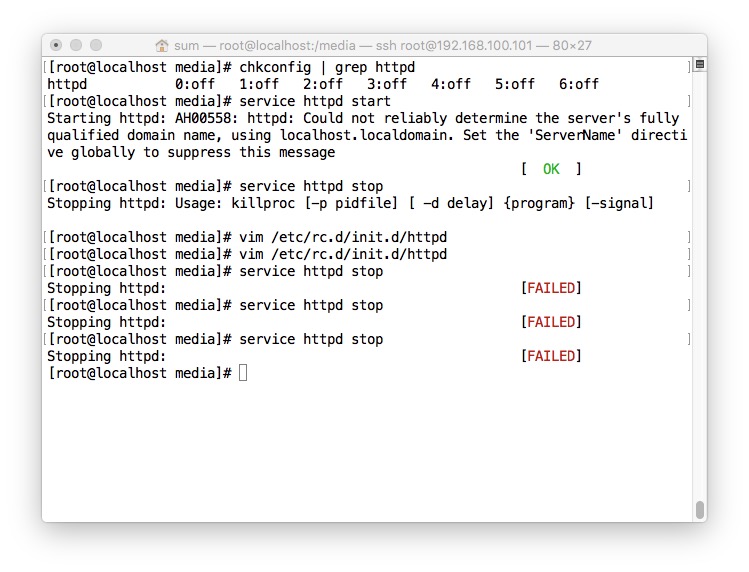 sum — root@localhost:/media — ssh root@192.168.100.101 — 80×27
[[root@localhost media]# chkconfig | grep httpd ]
httpd 0:off 1:off 2:off 3:off 4:off 5:off 6:off
[[root@localhost media]# service httpd start ]
Starting httpd: AH00558: httpd: Could not reliably determine the server's fully
qualified domain name, using localhost.localdomain. Set the 'ServerName' directi
ve globally to suppress this message
[ OK ]
[[root@localhost media]# service httpd stop ]
Stopping httpd: Usage: killproc [-p pidfile] [ -d delay] {program} [-signal]
[[root@localhost media]# vim /etc/rc.d/init.d/httpd ]
[[root@localhost media]# vim /etc/rc.d/init.d/httpd ]
[[root@localhost media]# service httpd stop ]
Stopping httpd: [FAILED]
[[root@localhost media]# service httpd stop ]
Stopping httpd: [FAILED]
[[root@localhost media]# service httpd stop ]
Stopping httpd: [FAILED]
[root@localhost media]#